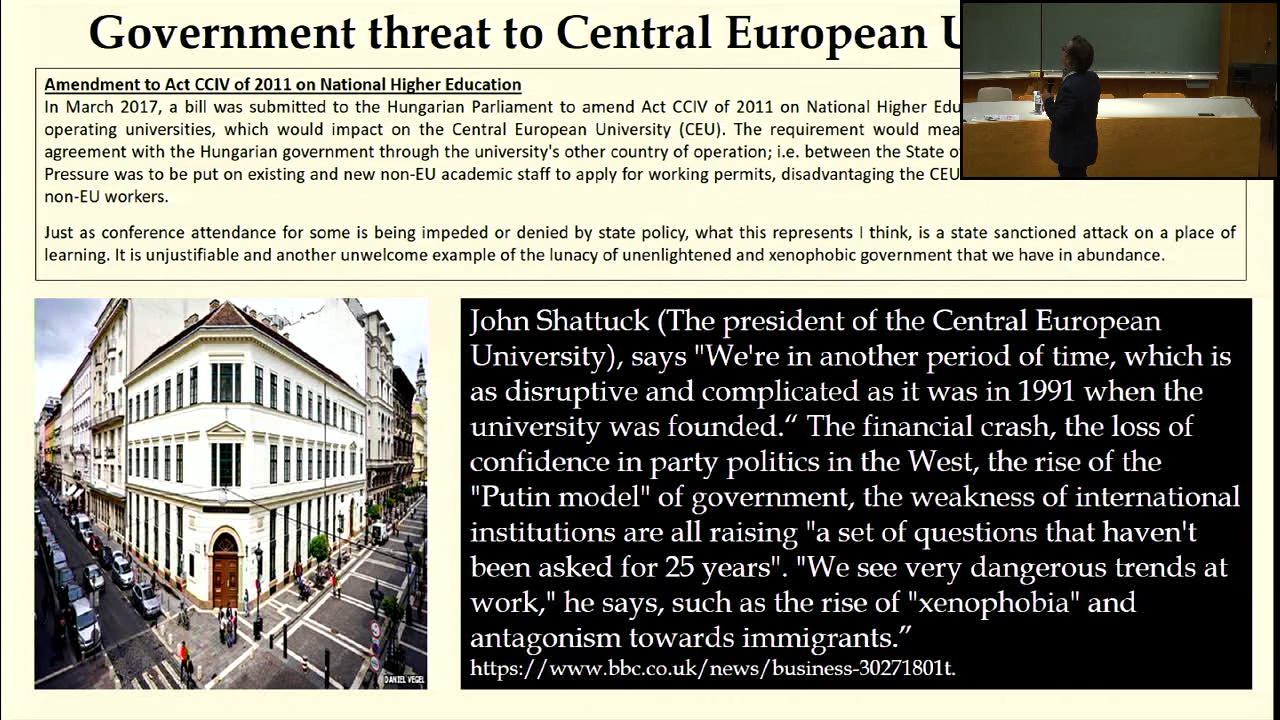 Government threat to Central European U
Amendment to Act CCIV of 2011 on National Higher Education
In March 2017, a bill was submitted to the Hungarian Parliament to amend Act CCIV of 2011 on National Higher Edu
operating universities, which would impact on the Central European University (CEU). The requirement would mea
agreement with the Hungarian government through the university's other country of operation; i.e. between the State o
Pressure was to be put on existing and new non-EU academic staff to apply for working permits, disadvantaging the CEU
non-EU workers.
Just as conference attendance for some is being impeded or denied by state policy, what this represents I think, is a state sanctioned attack on a place of
learning. It is unjustifiable and another unwelcome example of the lunacy of unenlightened and xenophobic government that we have in abundance.
DANIEL VEGEL
John Shattuck (The president of the Central European
University), says "We're in another period of time, which is
as disruptive and complicated as it was in 1991 when the
university was founded.“ The financial crash, the loss of
confidence in party politics in the West, the rise of the
"Putin model" of government, the weakness of international
institutions are all raising "a set of questions that haven't
been asked for 25 years". "We see very dangerous trends at
work," he says, such as the rise of "xenophobia" and
antagonism towards immigrants.”
https://www.bbc.co.uk/news/business-30271801t.